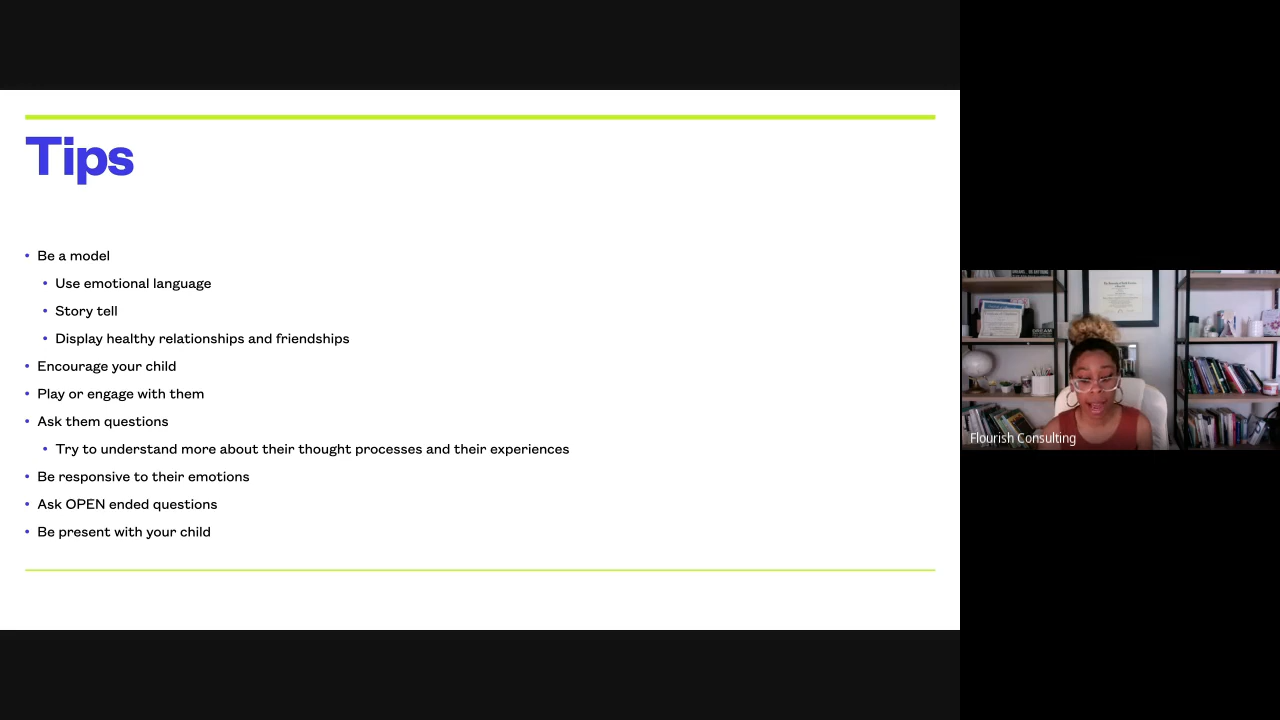 Tips
• Be a model
• Use emotional language
• Story tell
• Display healthy relationships and friendships
• Encourage your child
• Play or engage with them
• Ask them questions
• Try to understand more about their thought processes and their experiences
• Be responsive to their emotions
• Ask OPEN ended questions
• Be present with your child
Flourish Consulting